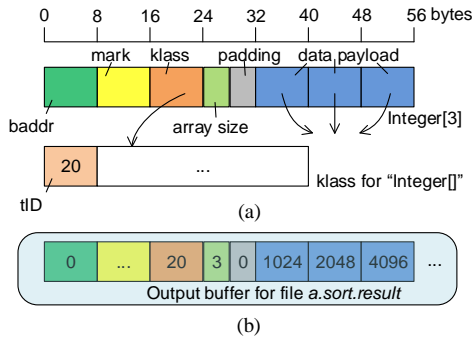 0 8 16 24 32 40 48 56 bytes
mark klass padding data payload
baddr array size Integer[3]
20 ... klass for “Integer[]”
tID
(a)
0 ... 20 3 0 1024 2048 4096 ...
Output buffer for file a.sort.result
(b)